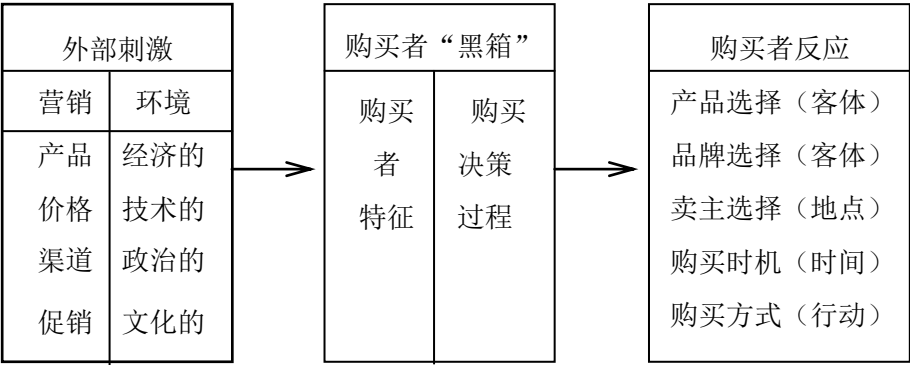 外部刺激
营销 环境
产品 经济的
价格 技术的
渠道 政治的
促销 文化的
购买者“黑箱”
购买 购买
者 决策
特征 过程
购买者反应
产品选择（客体）
品牌选择（客体）
卖主选择（地点）
购买时机（时间）
购买方式（行动）